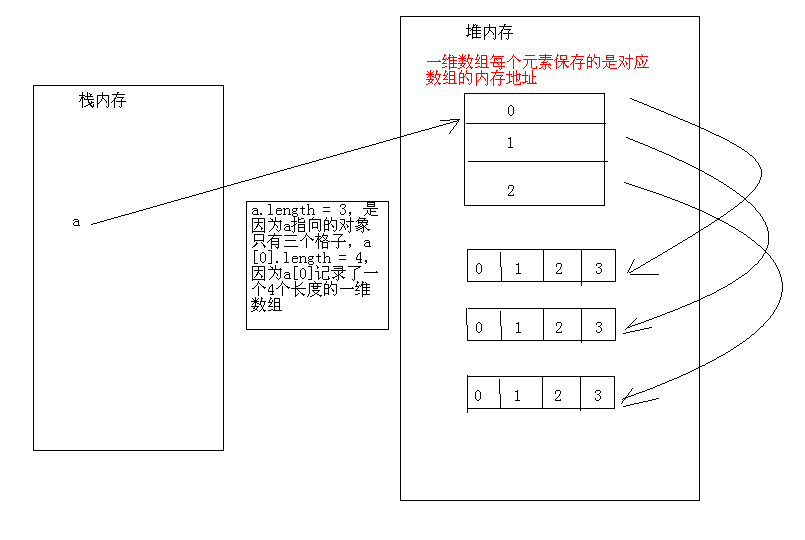 堆内存
一维数组每个元素保存的是对应
数组的内存地址
栈内存
0
1
2
a
a.length = 3, 是
因为a指向的对象
只有三个格子, a
[0].length = 4,
因为a[0]记录了一
个4个长度的一维
数组
0 1 2 3
0 1 2 3
0 1 2 3